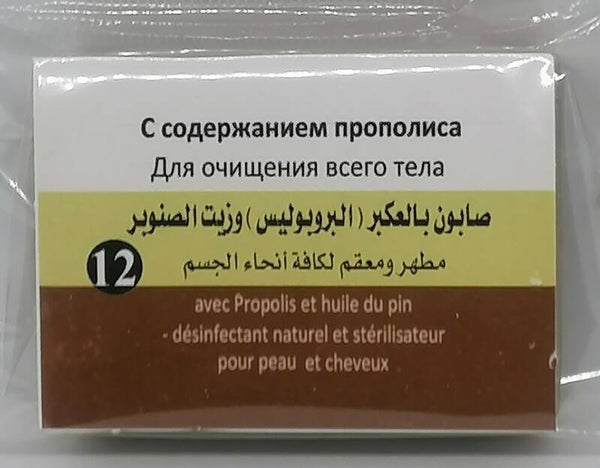 С содержанием прополиса
Для очищения всего тела
صابون بالعكبر (البروبوليس) وزيت الصنوبر
مطهر ومعقم لكافة أنحاء الجسم
12
avec Propolis et huile du pin
- désinfectant naturel et stérilisateur
pour peau et cheveux